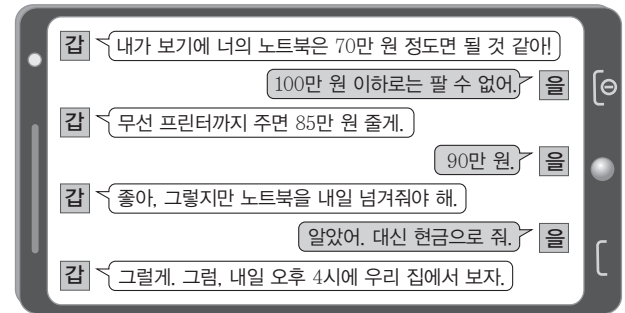 갑 내가 보기에 너의 노트북은 70만 원 정도면 될 것 같아!
100만 원 이하로는 팔 수 없어. 을
갑 무선 프린터까지 주면 85만 원 줄게.
90만 원. 을
갑 좋아, 그렇지만 노트북을 내일 넘겨줘야 해.
알았어. 대신 현금으로 줘. 을
갑 그럴게. 그럼, 내일 오후 4시에 우리 집에서 보자.